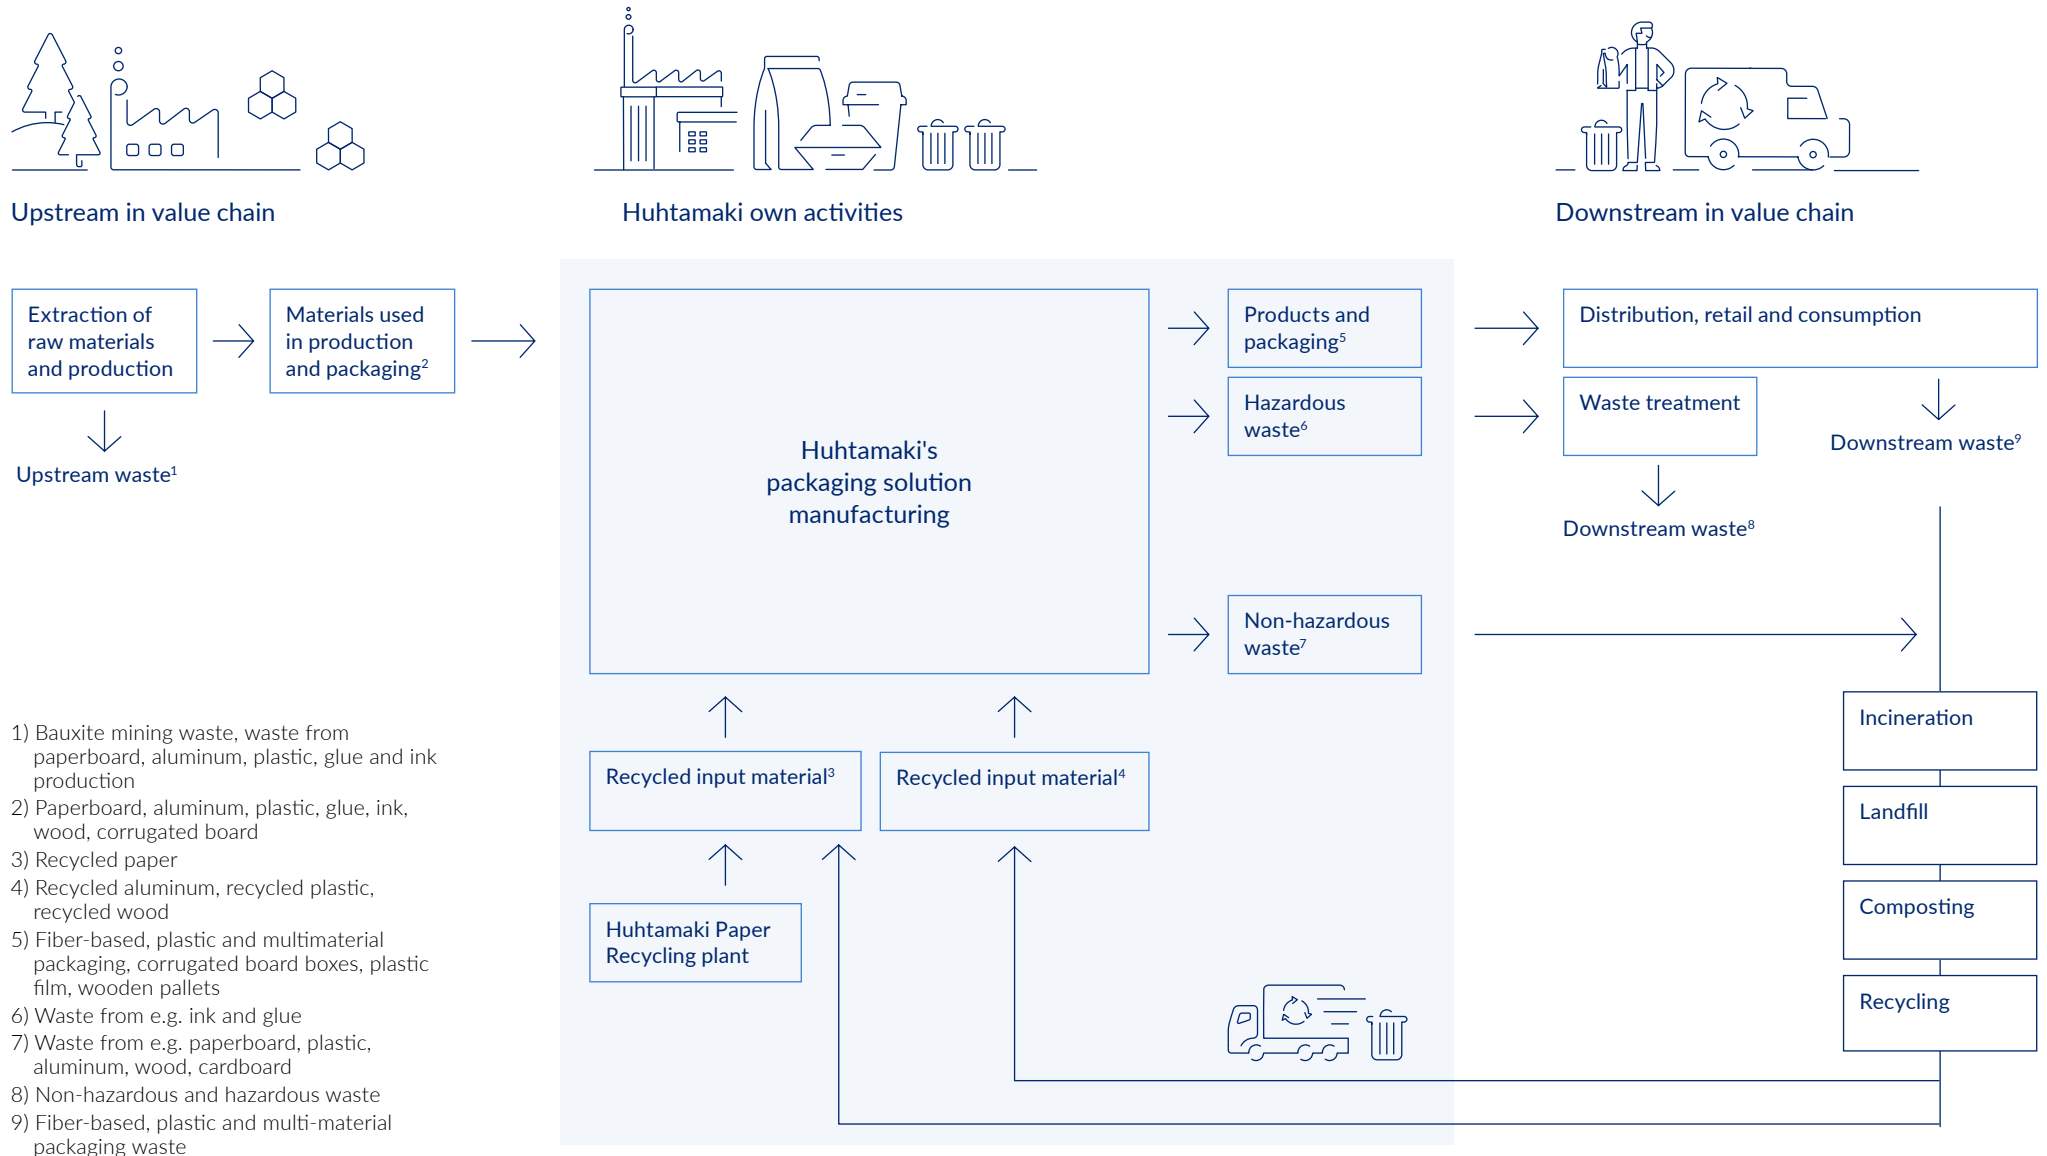 Upstream in value chain
Huhtamaki own activities
Downstream in value chain
Extraction of
raw materials
and production
Materials used
in production
and packaging²
Upstream waste¹
Huhtamaki's
packaging solution
manufacturing
Products and
packaging⁵
Hazardous
waste⁶
Non-hazardous
waste⁷
Distribution, retail and consumption
Waste treatment
Downstream waste⁹
Downstream waste⁸
Recycled input material³
Recycled input material⁴
Huhtamaki Paper
Recycling plant
Incineration
Landfill
Composting
Recycling
1) Bauxite mining waste, waste from
paperboard, aluminum, plastic, glue and ink
production
2) Paperboard, aluminum, plastic, glue, ink,
wood, corrugated board
3) Recycled paper
4) Recycled aluminum, recycled plastic,
recycled wood
5) Fiber-based, plastic and multimaterial
packaging, corrugated board boxes, plastic
film, wooden pallets
6) Waste from e.g. ink and glue
7) Waste from e.g. paperboard, plastic,
aluminum, wood, cardboard
8) Non-hazardous and hazardous waste
9) Fiber-based, plastic and multi-material
packaging waste